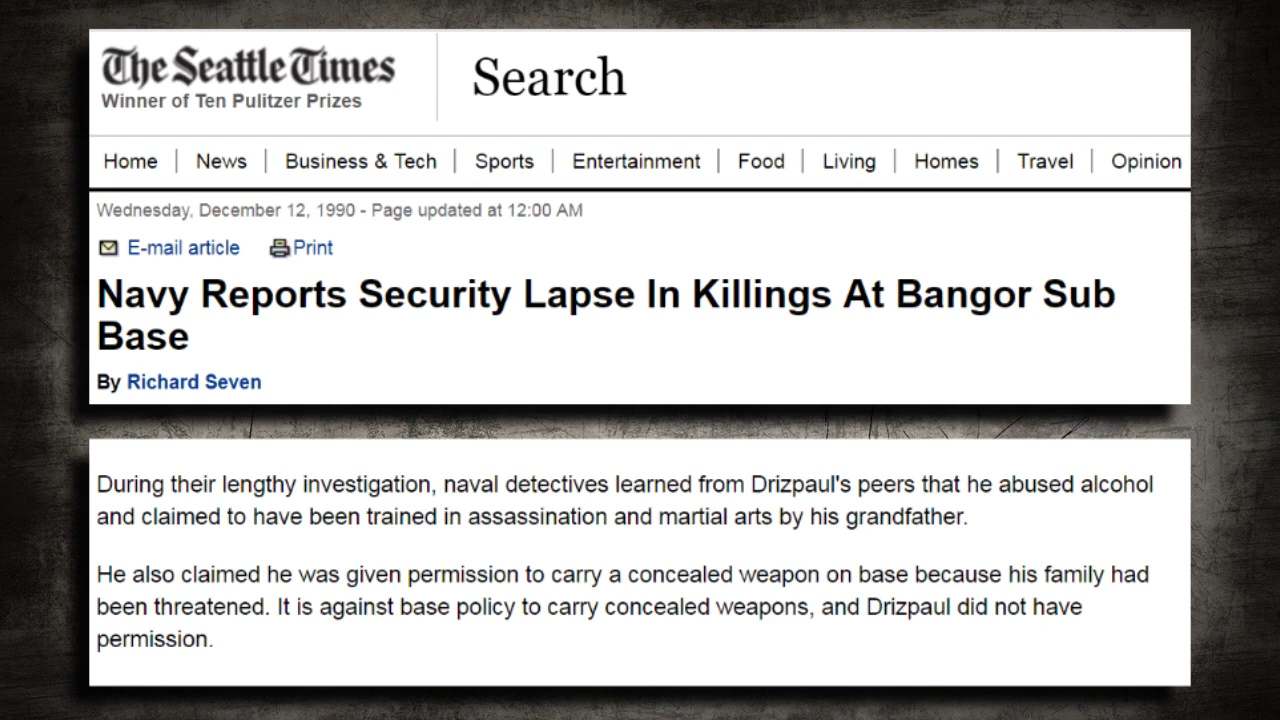 The Seattle Times
Winner of Ten Pulitzer Prizes
Search
Home | News | Business & Tech | Sports | Entertainment | Food | Living | Homes | Travel | Opinion
Wednesday, December 12, 1990 - Page updated at 12:00 AM
E-mail article Print
Navy Reports Security Lapse In Killings At Bangor Sub
Base
By Richard Seven
During their lengthy investigation, naval detectives learned from Drizpaul's peers that he abused alcohol
and claimed to have been trained in assassination and martial arts by his grandfather.
He also claimed he was given permission to carry a concealed weapon on base because his family had
been threatened. It is against base policy to carry concealed weapons, and Drizpaul did not have
permission.